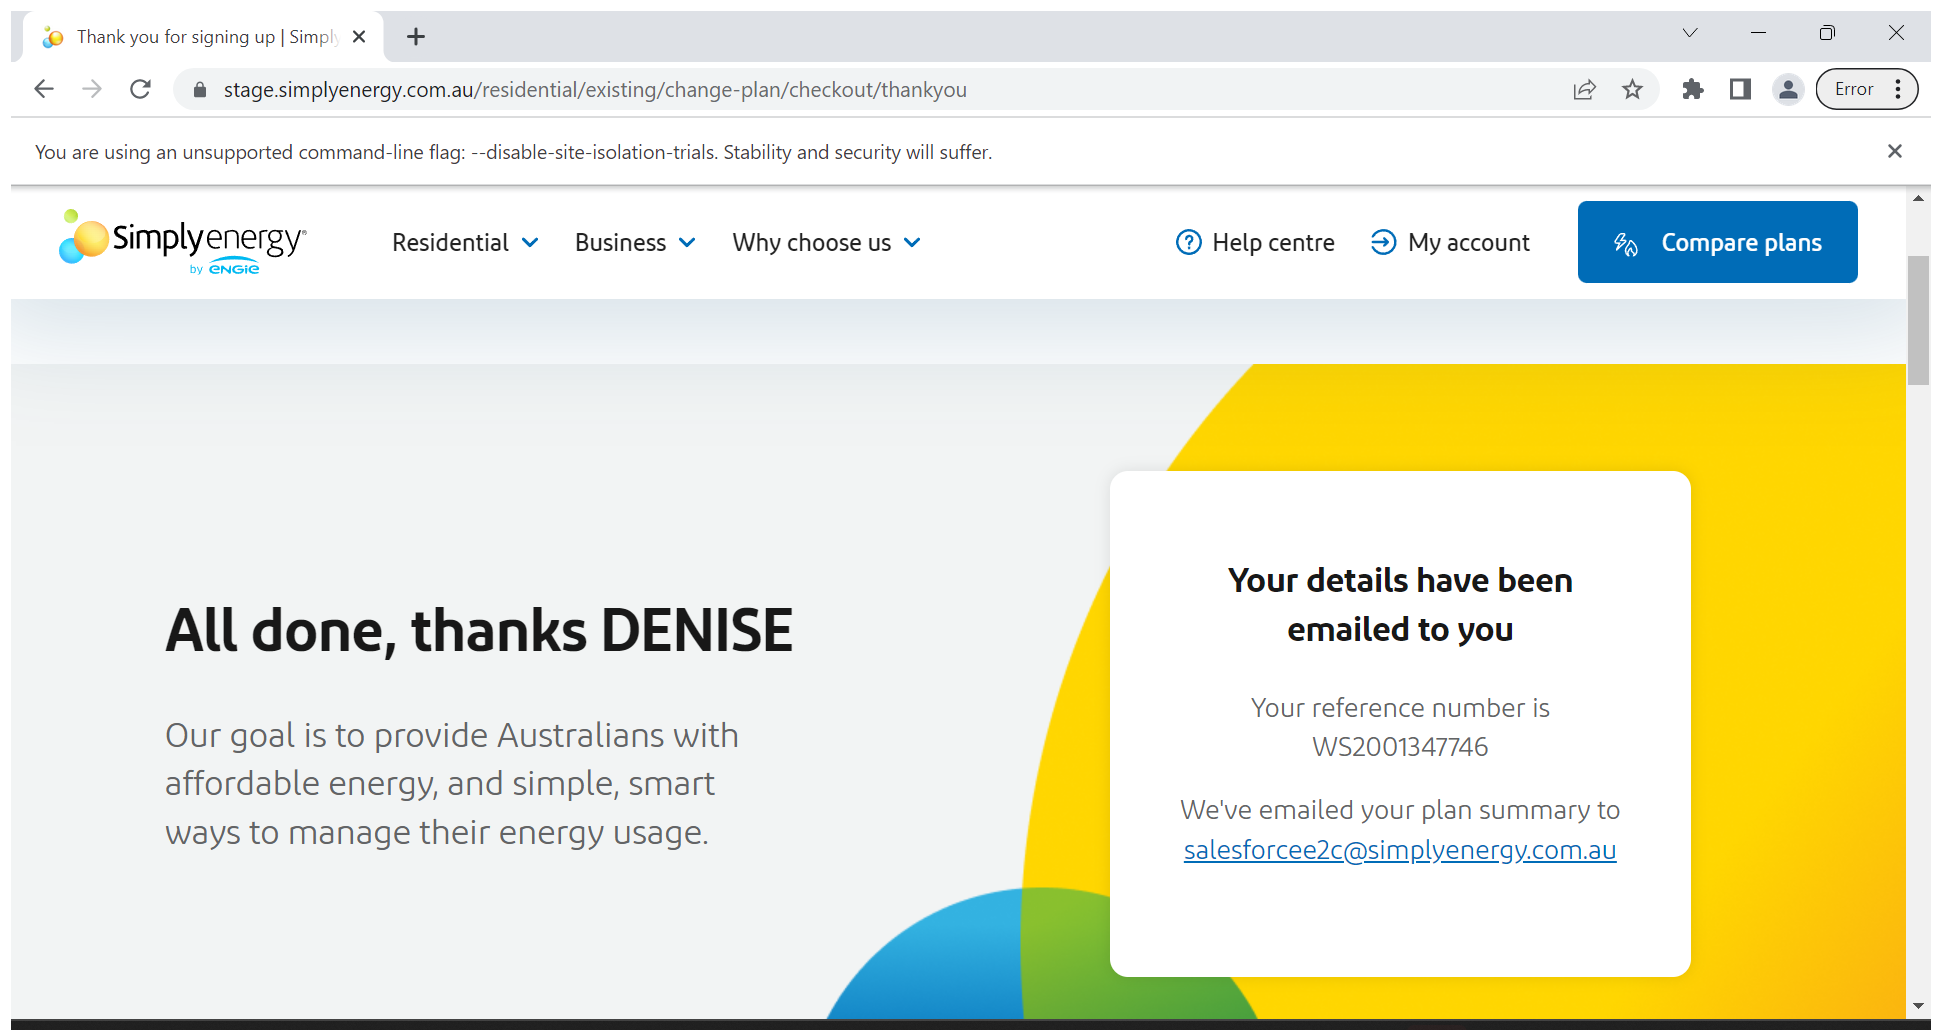 Thank you for signing up | Simply
stage.simplyenergy.com.au/residential/existing/change-plan/checkout/thankyou
Error
You are using an unsupported command-line flag: --disable-site-isolation-trials. Stability and security will suffer.
Simplyenergy®
by ENGIE
Residential
Business
Why choose us
Help centre
My account
Compare plans
All done, thanks DENISE
Our goal is to provide Australians with
affordable energy, and simple, smart
ways to manage their energy usage.
Your details have been
emailed to you
Your reference number is
WS2001347746
We've emailed your plan summary to
salesforcee2c@simplyenergy.com.au